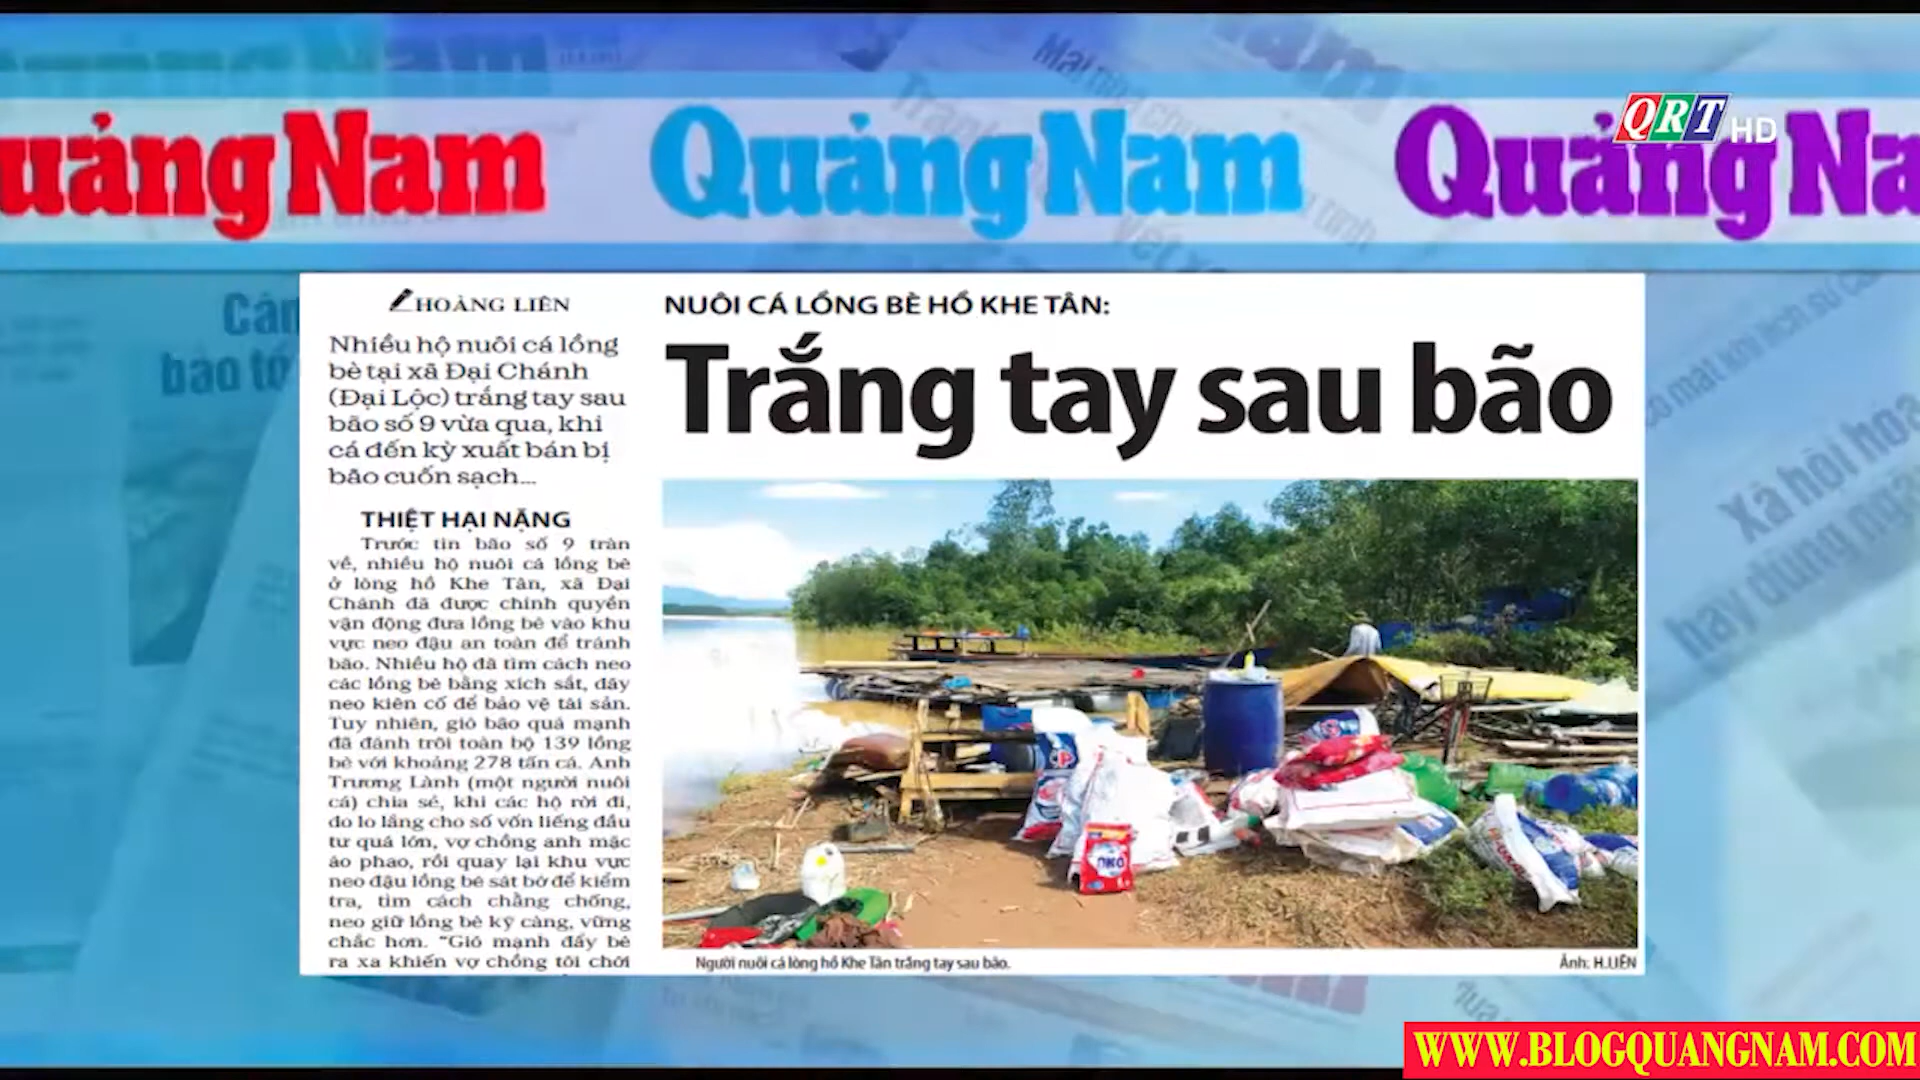 Quảng Nam
QRT HD
HOÀNG LIÊN
Nhiều hộ nuôi cá lồng
bè tại xã Đại Chánh
(Đại Lộc) trắng tay sau
bão số 9 vừa qua, khi
cá đến kỳ xuất bán bị
bão cuốn sạch...
THIỆT HẠI NẶNG
Trước tin bão số 9 tràn
về, nhiều hộ nuôi cá lồng bè
ở lòng hồ Khe Tân, xã Đại
Chánh đã được chính quyền
vận động đưa lồng bè vào khu
vực neo đậu an toàn để tránh
bão. Nhiều hộ đã tìm cách neo
các lồng bè bằng xích sắt, dây
neo kiên cố để bảo vệ tài sản.
Tuy nhiên, gió bão quá mạnh
đã đánh trôi toàn bộ 139 lồng
bè với khoảng 278 tấn cá. Anh
Trương Lành (một người nuôi
cá) chia sẻ, khi các hộ rời đi,
do lo lắng cho số vốn liếng đầu
tư quá lớn, vợ chồng anh mặc
áo phao, rồi quay lại khu vực
neo đậu lồng bè sát bờ để kiểm
tra, tìm cách chằng chống,
neo giữ lồng bè kỹ càng, vững
chắc hơn. “Gió mạnh đẩy bè
ra xa khiến vợ chồng tôi chới
NUÔI CÁ LỒNG BÈ HỒ KHE TÂN:
Trắng tay sau bão
Người nuôi cá lòng hồ Khe Tân trắng tay sau bão.
Ảnh: H.LIÊN
WWW.BLOGQUANGNAM.COM